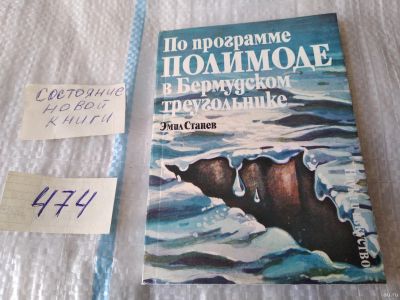 По программе
ПОЛИМОДЕ
в Бермудском
треугольнике
Эмил Станев
СОСТОЯНИЕ
НОВОЙ
КНИГИ
474